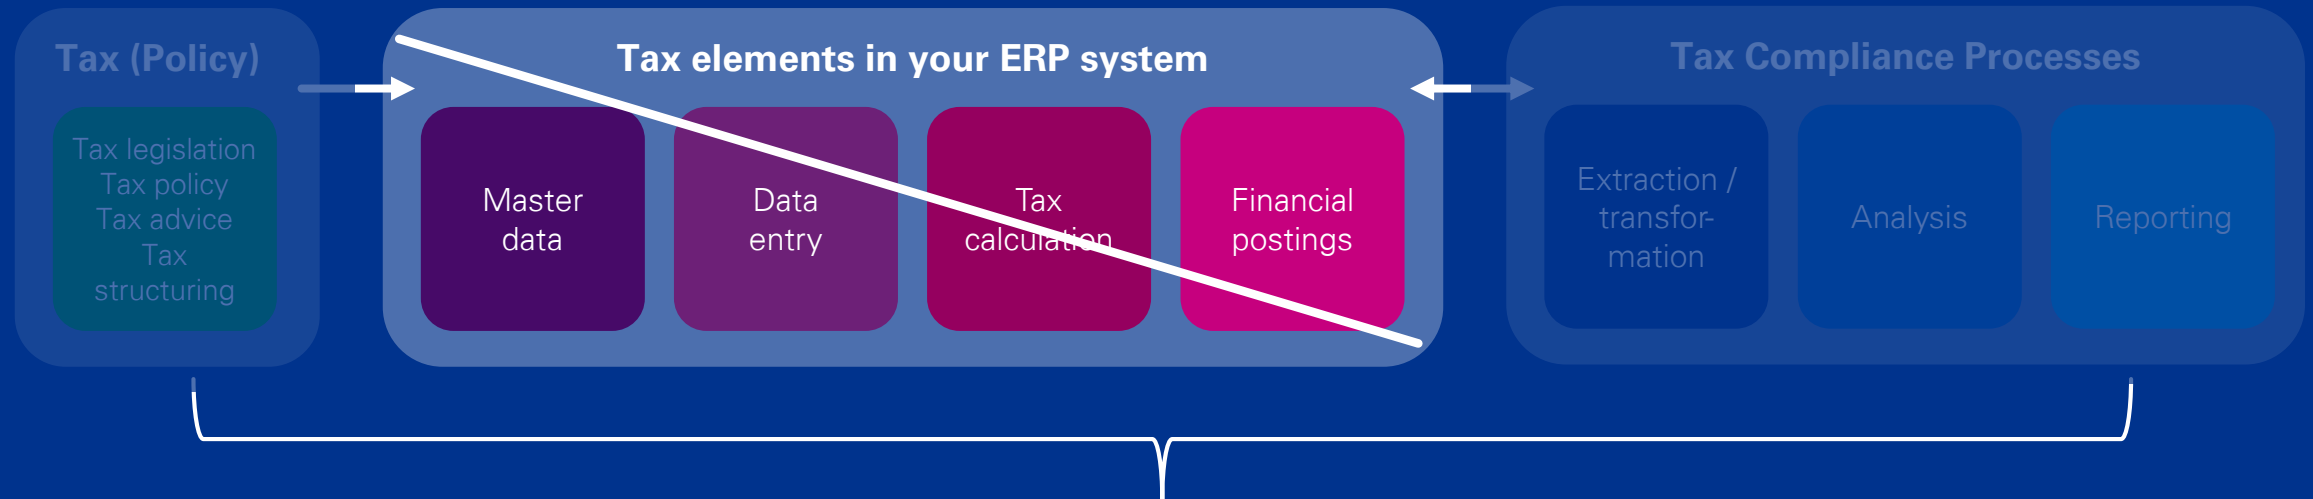 Tax (Policy)
Tax legislation
Tax policy
Tax advice
Tax
structuring
Tax elements in your ERP system
Master
data
Data
entry
Tax
calculation
Financial
postings
Tax Compliance Processes
Extraction /
transfor-
mation
Analysis
Reporting